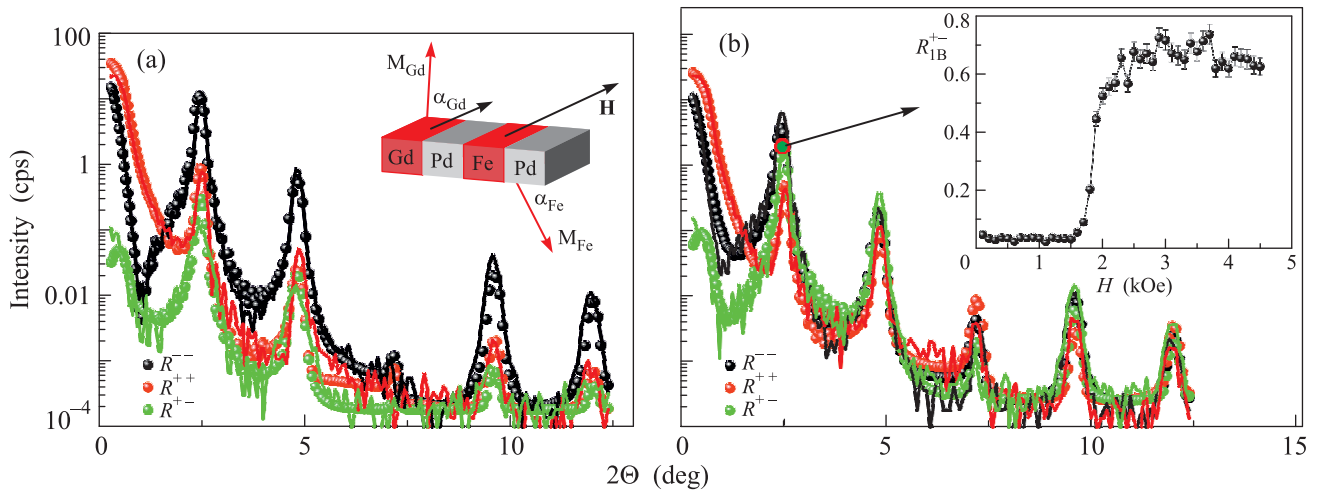 (a)
Intensity (cps)
100
1
0.01
10⁻⁴
M_Gd
α_Gd
H
Gd Pd Fe Pd
α_Fe
M_Fe
R⁻⁻
R⁺⁺
R⁺⁻
5 10
(b)
R⁺⁻_1B
0.8
0.6
0.4
0.2
0 1 2 3 4 5
H (kOe)
R⁻⁻
R⁺⁺
R⁺⁻
0 5 10 15
2Θ (deg)